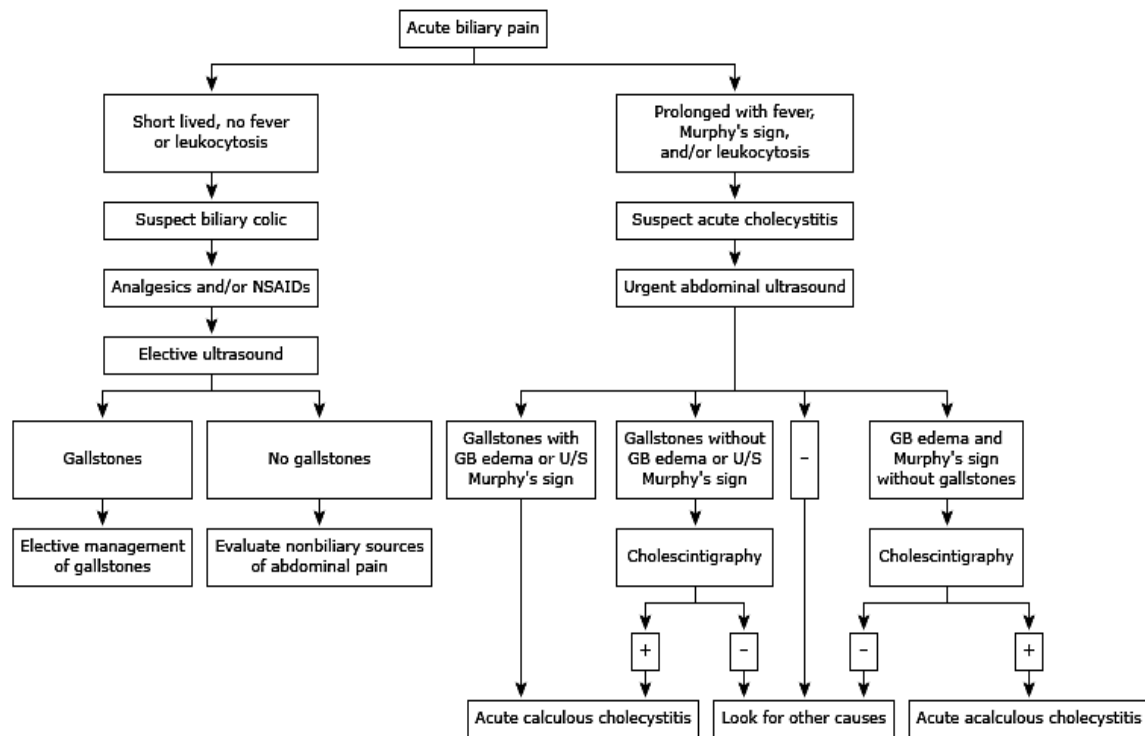 Acute biliary pain
Short lived, no fever
or leukocytosis
Prolonged with fever,
Murphy's sign,
and/or leukocytosis
Suspect biliary colic
Suspect acute cholecystitis
Analgesics and/or NSAIDs
Urgent abdominal ultrasound
Elective ultrasound
Gallstones
No gallstones
Gallstones with
GB edema or U/S
Murphy's sign
Gallstones without
GB edema or U/S
Murphy's sign
-
GB edema and
Murphy's sign
without gallstones
Elective management
of gallstones
Evaluate nonbiliary sources
of abdominal pain
Cholescintigraphy
Cholescintigraphy
+
-
-
+
Acute calculous cholecystitis
Look for other causes
Acute acalculous cholecystitis